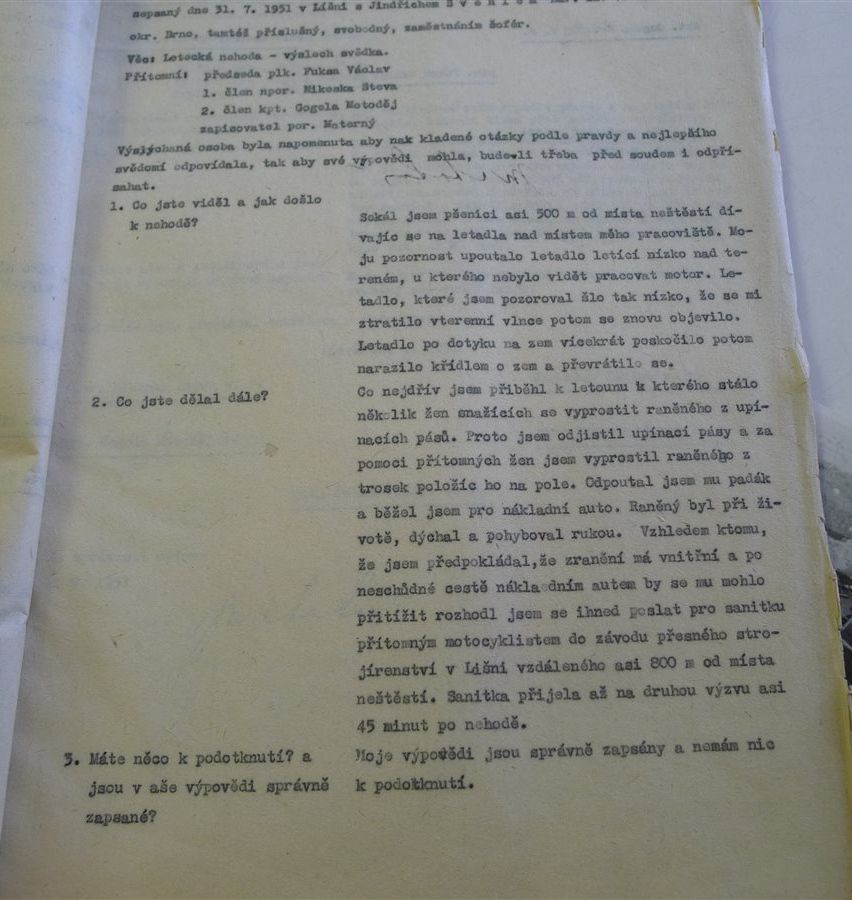 sepsaný dne 31. 7. 1951 v Líšni s Jindřichem
okr. Brno, tamtéž příslušný, svobodný, zaměstnáním šofér.
Věc: Letecká nehoda - výslech svědka.
Přítomni: předseda plk. Fuksa Václav
1. člen npor. Mikeska Steva
2. člen kpt. Gogela Metoděj
zapisovatel por. Materný
Vyslýchaná osoba byla napomenuta aby nak kladené otázky podle pravdy a nejlepšího
svědomí odpovídala, tak aby své výpovědi mohla, budeli třeba před soudem i odpří-
sahat.
1. Co jste viděl a jak došlo
k nehodě?
Sekál jsem pšenici asi 500 m od místa neštěstí dí-
vajíc se na letadla nad místem mého pracoviště. Mo-
ju pozornost upoutalo letadlo letící nízko nad te-
reném, u kterého nebylo vidět pracovat motor. Le-
tadlo, které jsem pozoroval šlo tak nízko, že se mi
ztratilo vterenní vlnce potom se znovu objevilo.
Letadlo po dotyku na zem vícekrát poskočilo potom
narazilo křídlem o zem a převrátilo se.
2. Co jste dělal dále?
Co nejdřív jsem přiběhl k letounu u kterého stálo
několik žen snažících se vyprostit raněného z upí-
nacích pásů. Proto jsem odjistil upínací pásy a za
pomoci přítomných žen jsem vyprostil raněného z
trosek položíc ho na pole. Odpoutal jsem mu padák
a běžel jsem pro nákladní auto. Raněný byl při ži-
votě, dýchal a pohyboval rukou. Vzhledem ktomu,
že jsem předpokládal,že zranění má vnitřní a po
neschůdné cestě nákladním autem by se mu mohlo
přitížit rozhodl jsem se ihned poslat pro sanitku
přítomným motocyklistem do závodu přesného stro-
jírenství v Líšni vzdáleného asi 800 m od místa
neštěstí. Sanitka přijela až na druhou výzvu asi
45 minut po nehodě.
3. Máte něco k podotknutí? a
jsou v aše výpovědi správně
zapsané?
Moje výpovědi jsou správně zapsány a nemám nic
k podotknutí.